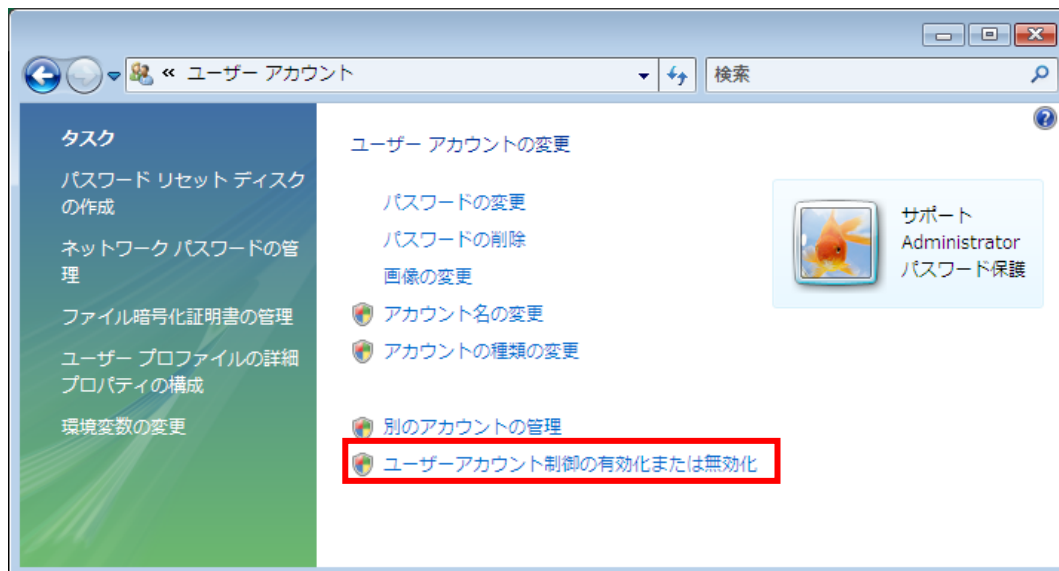 « ユーザー アカウント
検索
タスク
パスワード リセット ディスク
の作成
ネットワーク パスワードの管
理
ファイル暗号化証明書の管理
ユーザー プロファイルの詳細
プロパティの構成
環境変数の変更
ユーザー アカウントの変更
パスワードの変更
パスワードの削除
画像の変更
アカウント名の変更
アカウントの種類の変更
別のアカウントの管理
ユーザーアカウント制御の有効化または無効化
サポート
Administrator
パスワード保護